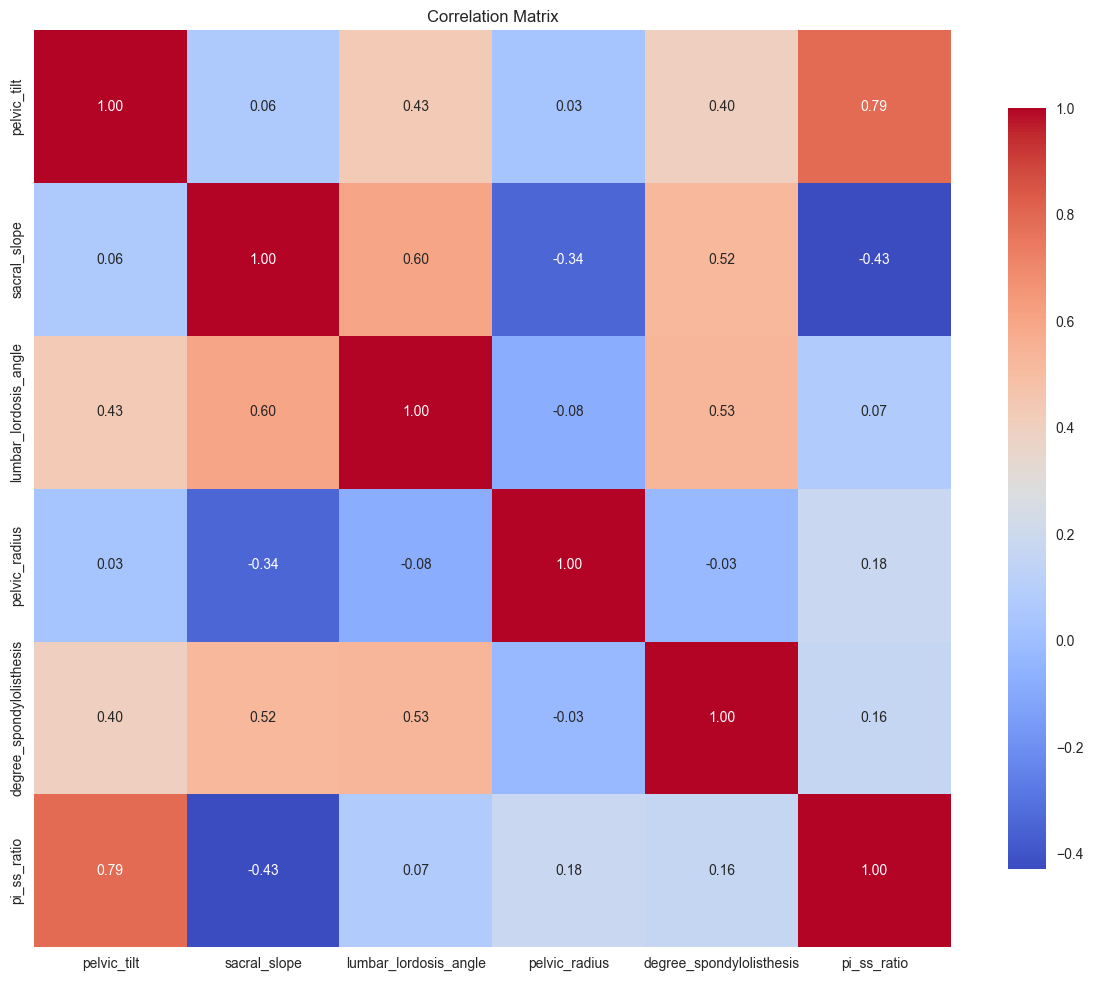 Correlation Matrix
pelvic_tilt 1.00 0.06 0.43 0.03 0.40 0.79
sacral_slope 0.06 1.00 0.60 -0.34 0.52 -0.43
lumbar_lordosis_angle 0.43 0.60 1.00 -0.08 0.53 0.07
pelvic_radius 0.03 -0.34 -0.08 1.00 -0.03 0.18
degree_spondylolisthesis 0.40 0.52 0.53 -0.03 1.00 0.16
pi_ss_ratio 0.79 -0.43 0.07 0.18 0.16 1.00
pelvic_tilt sacral_slope lumbar_lordosis_angle pelvic_radius degree_spondylolisthesis pi_ss_ratio
1.0
0.8
0.6
0.4
0.2
0.0
−0.2
−0.4